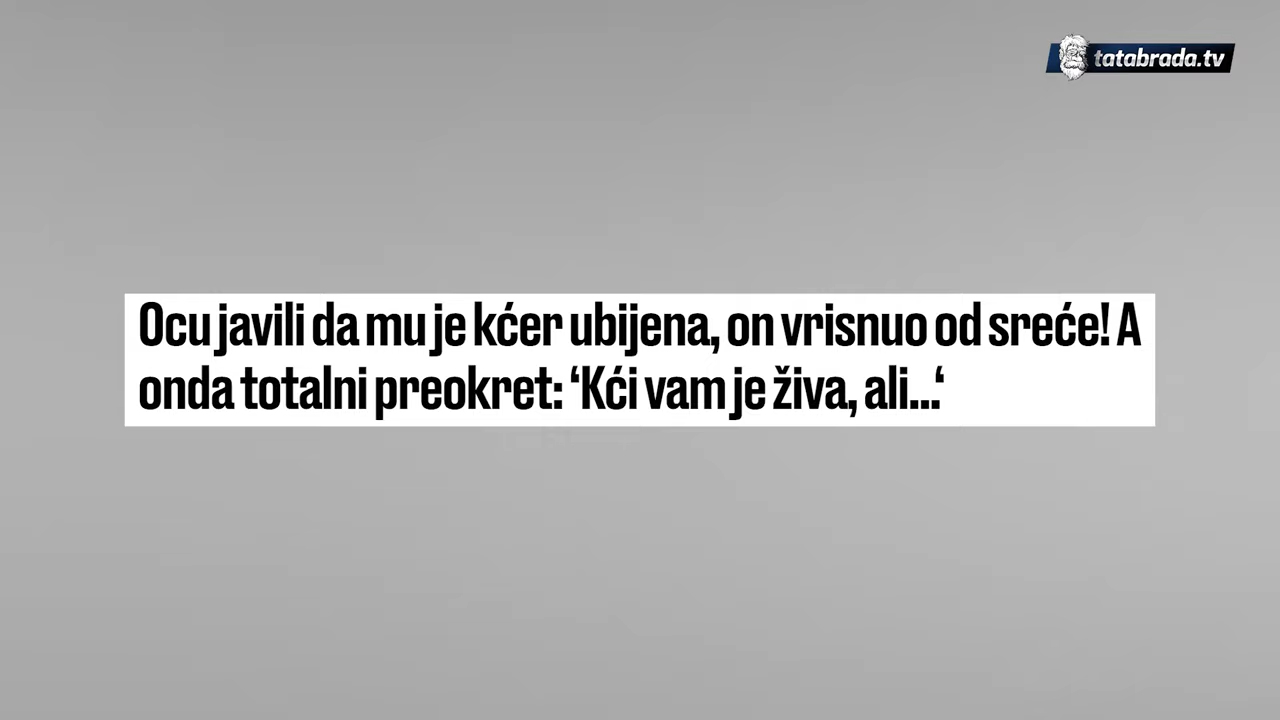 tatabrada.tv
Ocu javili da mu je kćer ubijena, on vrisnuo od sreće! A
onda totalni preokret: ‘Kći vam je živa, ali...‘